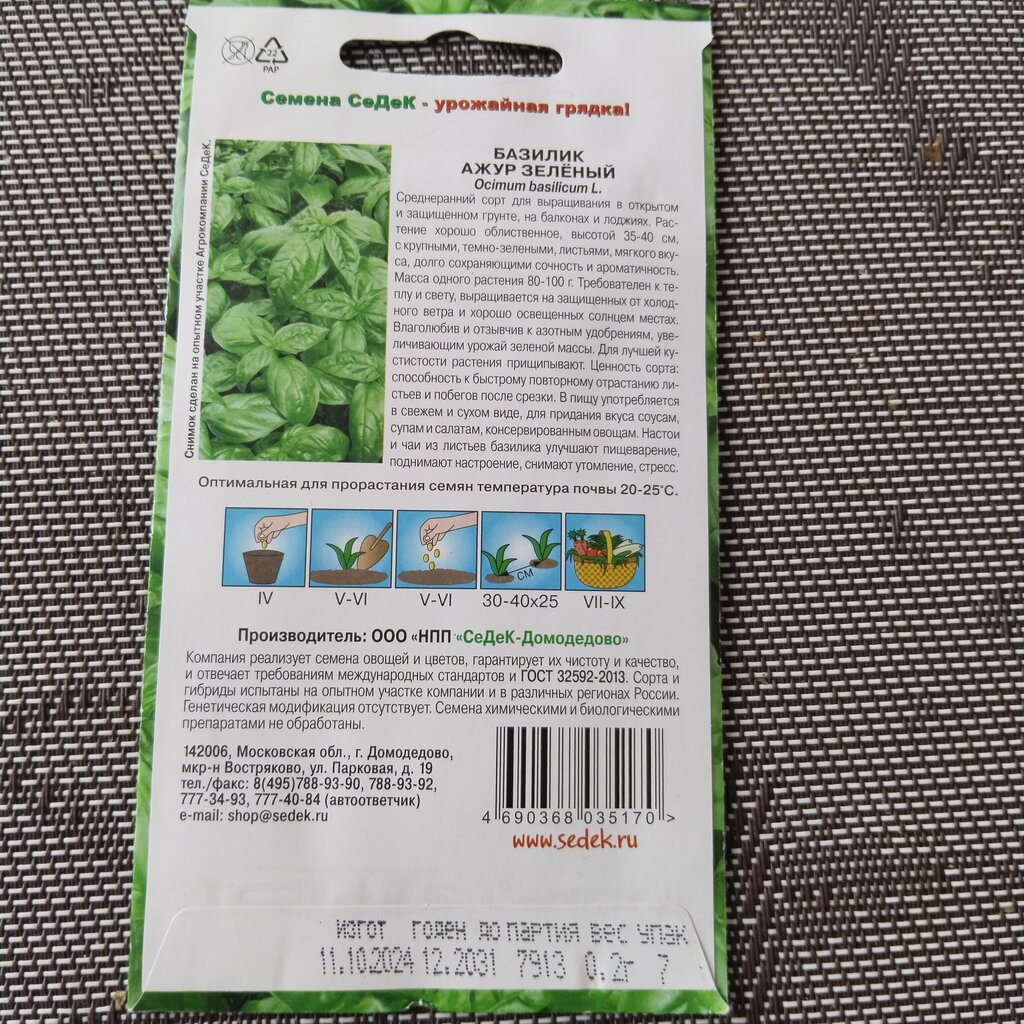 22
PAP
Семена СеДеК - урожайная грядка!
Снимок сделан на опытном участке Агрокомпании СеДеК.
БАЗИЛИК
АЖУР ЗЕЛЁНЫЙ
Ocimum basilicum L.
Среднеранний сорт для выращивания в открытом
и защищенном грунте, на балконах и лоджиях. Рас-
тение хорошо облиственное, высотой 35-40 см,
с крупными, темно-зелеными, листьями, мягкого вку-
са, долго сохраняющими сочность и ароматичность.
Масса одного растения 80-100 г. Требователен к те-
плу и свету, выращивается на защищенных от холод-
ного ветра и хорошо освещенных солнцем местах.
Влаголюбив и отзывчив к азотным удобрениям, уве-
личивающим урожай зеленой массы. Для лучшей ку-
стистости растения прищипывают. Ценность сорта:
способность к быстрому повторному отрастанию ли-
стьев и побегов после срезки. В пищу употребляется
в свежем и сухом виде, для придания вкуса соусам,
супам и салатам, консервированным овощам. Настои
и чаи из листьев базилика улучшают пищеварение,
поднимают настроение, снимают утомление, стресс.
Оптимальная для прорастания семян температура почвы 20-25°С.
см
IV V-VI V-VI 30-40х25 VII-IX
Производитель: ООО «НПП «СеДеК-Домодедово»
Компания реализует семена овощей и цветов, гарантирует их чистоту и качество,
и отвечает требованиям международных стандартов и ГОСТ 32592-2013. Сорта и
гибриды испытаны на опытном участке компании и в различных регионах России.
Генетическая модификация отсутствует. Семена химическими и биологическими
препаратами не обработаны.
142006, Московская обл., г. Домодедово,
мкр-н Востряково, ул. Парковая, д. 19
тел./факс: 8(495)788-93-90, 788-93-92,
777-34-93, 777-40-84 (автоответчик)
e-mail: shop@sedek.ru
4 690368 035170 >
www.sedek.ru
изгот годен до партия вес упак
11.10.2024 12.2031 7913 0.2г 7